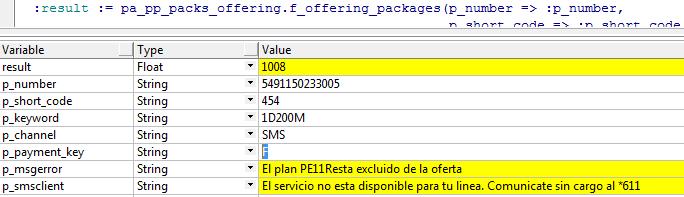 :result := pa_pp_packs_offering.f_offering_packages(p_number => :p_number,
p_short_code => :p_short_code
Variable Type Value
result Float 1008
p_number String 5491150233005
p_short_code String 454
p_keyword String 1D200M
p_channel String SMS
p_payment_key String F
p_msgerror String El plan PE11Resta excluido de la oferta
p_smsclient String El servicio no esta disponible para tu linea. Comunicate sin cargo al *611